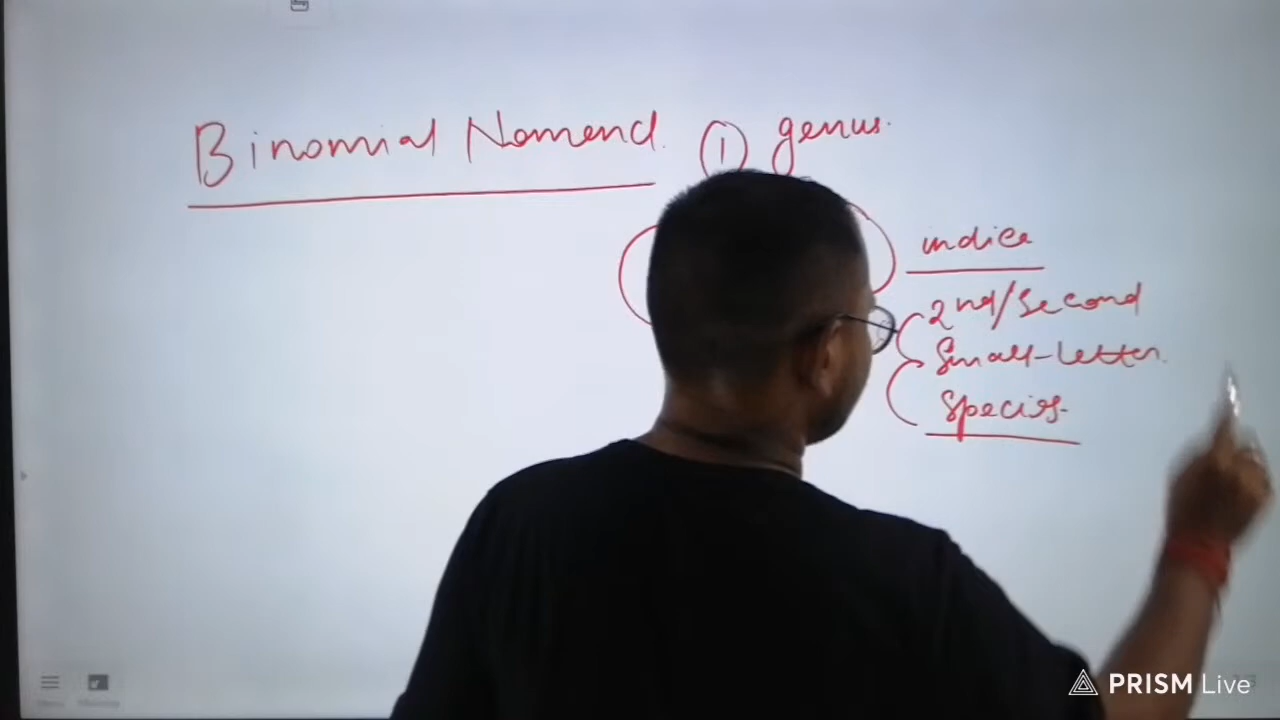 Binomial Nomencl. ① genus.
indica
2nd/Second
Small-letter.
Species-
PRISM Live